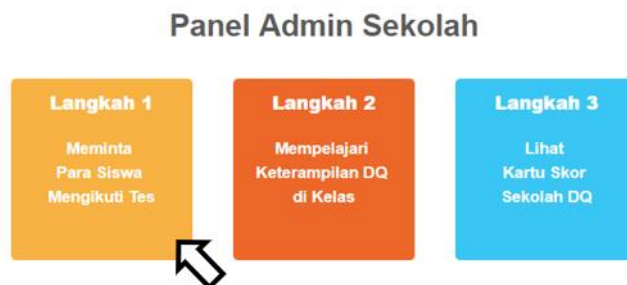 Panel Admin Sekolah
Langkah 1
Meminta
Para Siswa
Mengikuti Tes
Langkah 2
Mempelajari
Keterampilan DQ
di Kelas
Langkah 3
Lihat
Kartu Skor
Sekolah DQ